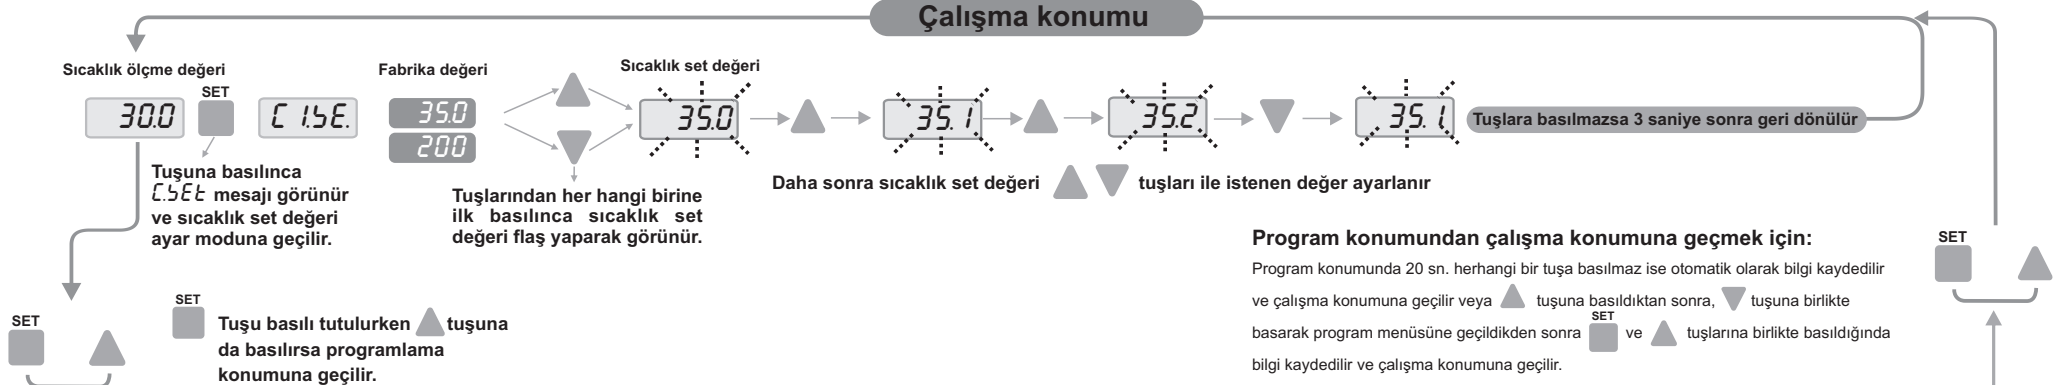 Çalışma konumu
Sıcaklık ölçme değeri
Fabrika değeri
Sıcaklık set değeri
30.0
SET
C 1.SE.
35.0
200
35.0
35.1
35.2
35.1
Tuşlara basılmazsa 3 saniye sonra geri dönülür
Tuşuna basılınca
C.SEt mesajı görünür
ve sıcaklık set değeri
ayar moduna geçilir.
Tuşlarından her hangi birine
ilk basılınca sıcaklık set
değeri flaş yaparak görünür.
Daha sonra sıcaklık set değeri tuşları ile istenen değer ayarlanır
SET
SET
Tuşu basılı tutulurken tuşuna
da basılırsa programlama
konumuna geçilir.
Program konumundan çalışma konumuna geçmek için:
Program konumunda 20 sn. herhangi bir tuşa basılmaz ise otomatik olarak bilgi kaydedilir
ve çalışma konumuna geçilir veya tuşuna basıldıktan sonra, tuşuna birlikte
basarak program menüsüne geçildikden sonra SET ve tuşlarına birlikte basıldığında
bilgi kaydedilir ve çalışma konumuna geçilir.
SET